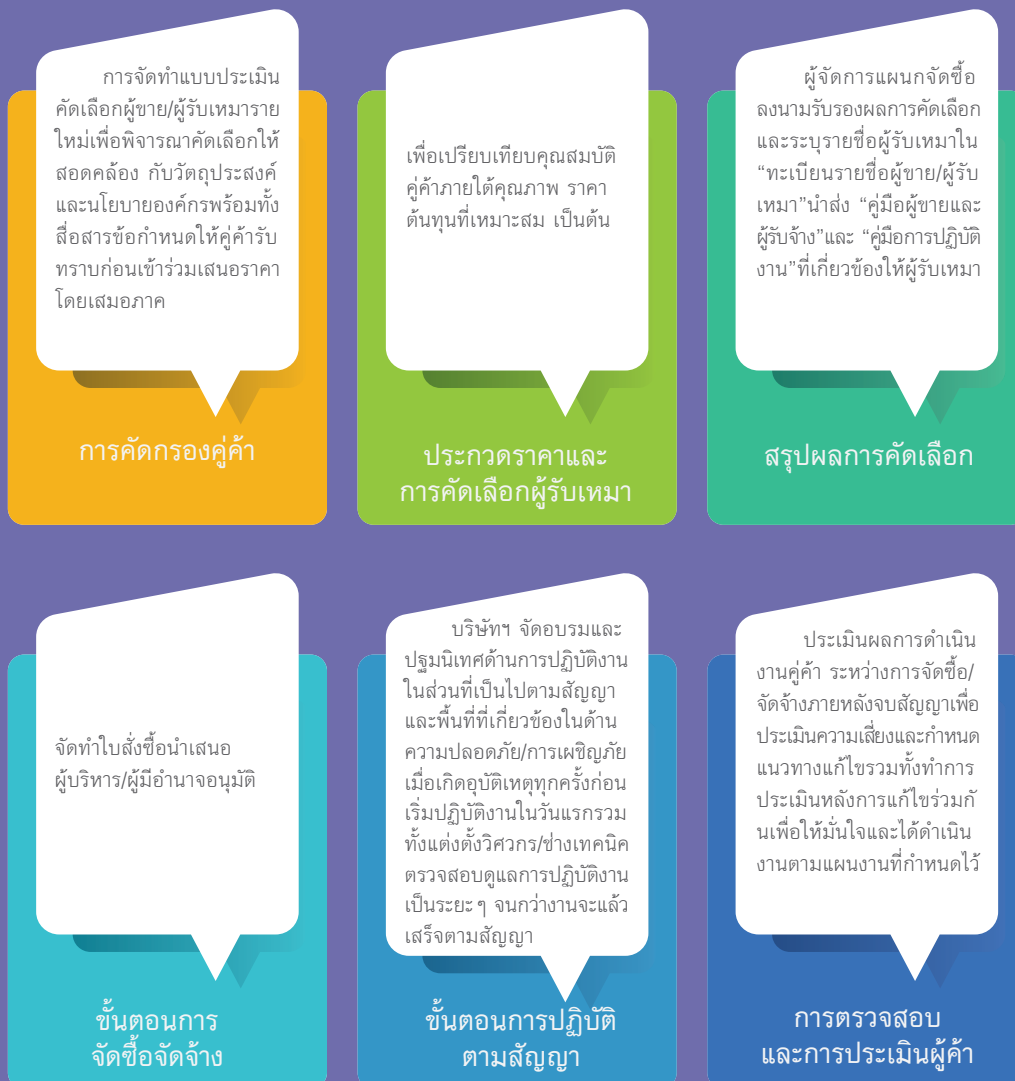 การจัดทำแบบประเมิน
คัดเลือกผู้ขาย/ผู้รับเหมาราย
ใหม่เพื่อพิจารณาคัดเลือกให้
สอดคล้อง กับวัตถุประสงค์
และนโยบายองค์กรพร้อมทั้ง
สื่อสารข้อกำหนดให้คู่ค้ารับ
ทราบก่อนเข้าร่วมเสนอราคา
โดยเสมอภาค
การคัดกรองคู่ค้า
เพื่อเปรียบเทียบคุณสมบัติ
คู่ค้าภายใต้คุณภาพ ราคา
ต้นทุนที่เหมาะสม เป็นต้น
ประกวดราคาและ
การคัดเลือกผู้รับเหมา
ผู้จัดการแผนกจัดซื้อ
ลงนามรับรองผลการคัดเลือก
และระบุรายชื่อผู้รับเหมาใน
“ทะเบียนรายชื่อผู้ขาย/ผู้รับ
เหมา”นำส่ง “คู่มือผู้ขายและ
ผู้รับจ้าง”และ “คู่มือการปฏิบัติ
งาน”ที่เกี่ยวข้องให้ผู้รับเหมา
สรุปผลการคัดเลือก
จัดทำใบสั่งซื้อนำเสนอ
ผู้บริหาร/ผู้มีอำนาจอนุมัติ
ขั้นตอนการ
จัดซื้อจัดจ้าง
บริษัทฯ จัดอบรมและ
ปฐมนิเทศด้านการปฏิบัติงาน
ในส่วนที่เป็นไปตามสัญญา
และพื้นที่ที่เกี่ยวข้องในด้าน
ความปลอดภัย/การเผชิญภัย
เมื่อเกิดอุบัติเหตุทุกครั้งก่อน
เริ่มปฏิบัติงานในวันแรกรวม
ทั้งแต่งตั้งวิศวกร/ช่างเทคนิค
ตรวจสอบดูแลการปฏิบัติงาน
เป็นระยะ ๆ จนกว่างานจะแล้ว
เสร็จตามสัญญา
ขั้นตอนการปฏิบัติ
ตามสัญญา
ประเมินผลการดำเนิน
งานคู่ค้า ระหว่างการจัดซื้อ/
จัดจ้างภายหลังจบสัญญาเพื่อ
ประเมินความเสี่ยงและกำหนด
แนวทางแก้ไขรวมทั้งทำการ
ประเมินหลังการแก้ไขร่วมกั
นเพื่อให้มั่นใจและได้ดำเนิน
งานตามแผนงานที่กำหนดไว้
การตรวจสอบ
และการประเมินผู้ค้า